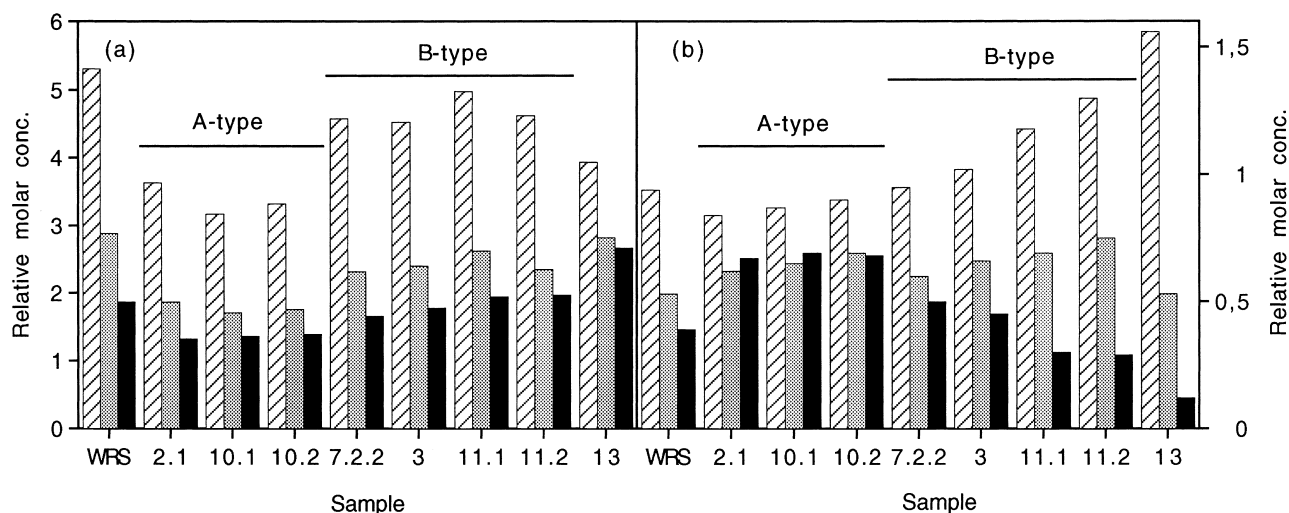 (a)
(b)
B-type
A-type
B-type
A-type
Relative molar conc.
6
5
4
3
2
1
0
1,5
1
0,5
0
Relative molar conc.
WRS 2.1 10.1 10.2 7.2.2 3 11.1 11.2 13
WRS 2.1 10.1 10.2 7.2.2 3 11.1 11.2 13
Sample
Sample